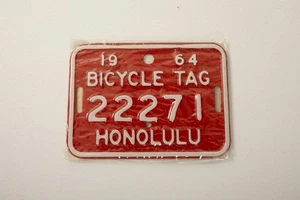 19 64
BICYCLE TAG
22271
HONOLULU